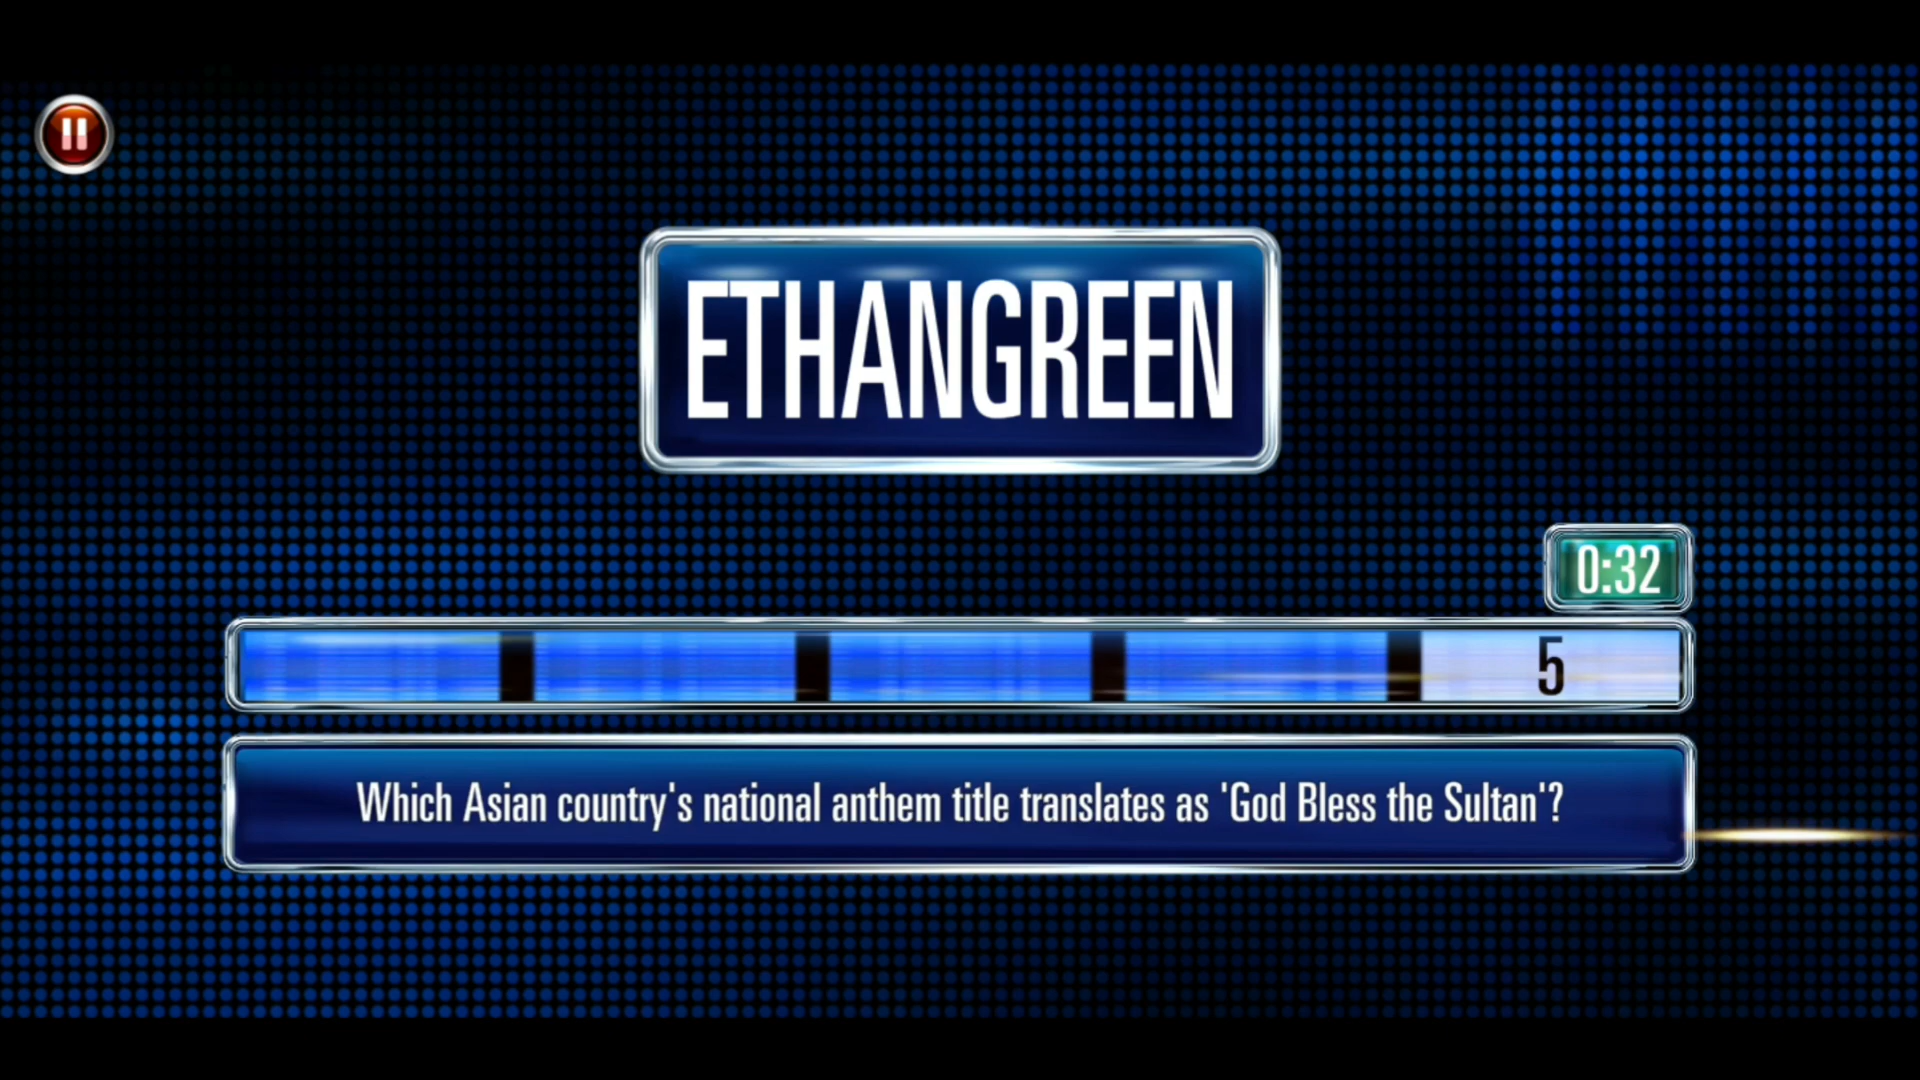 ETHANGREEN
0:32
5
Which Asian country's national anthem title translates as 'God Bless the Sultan'?